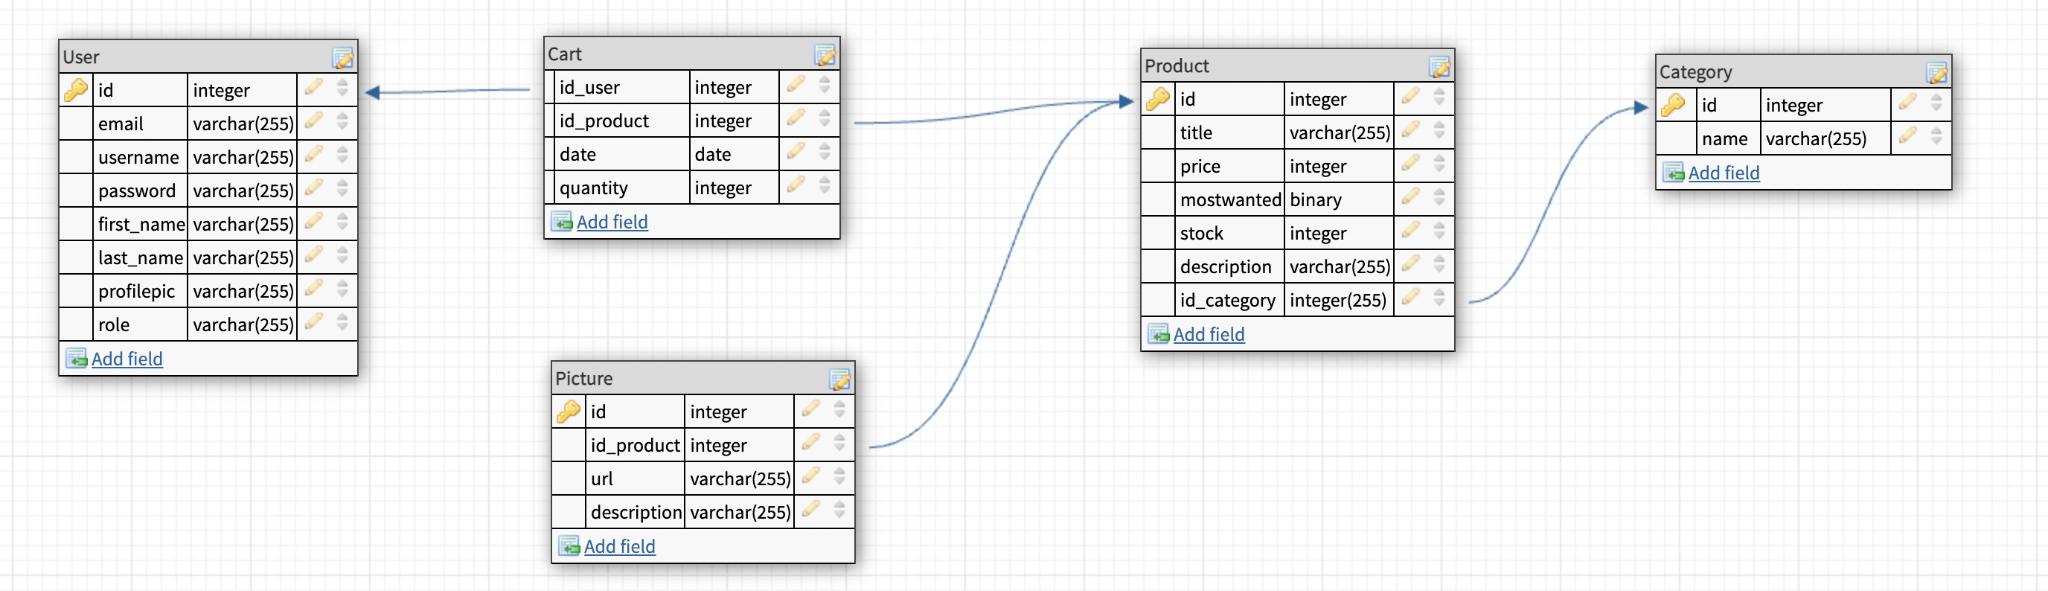 User
id integer
email varchar(255)
username varchar(255)
password varchar(255)
first_name varchar(255)
last_name varchar(255)
profilepic varchar(255)
role varchar(255)
Add field
Cart
id_user integer
id_product integer
date date
quantity integer
Add field
Picture
id integer
id_product integer
url varchar(255)
description varchar(255)
Add field
Product
id integer
title varchar(255)
price integer
mostwanted binary
stock integer
description varchar(255)
id_category integer(255)
Add field
Category
id integer
name varchar(255)
Add field